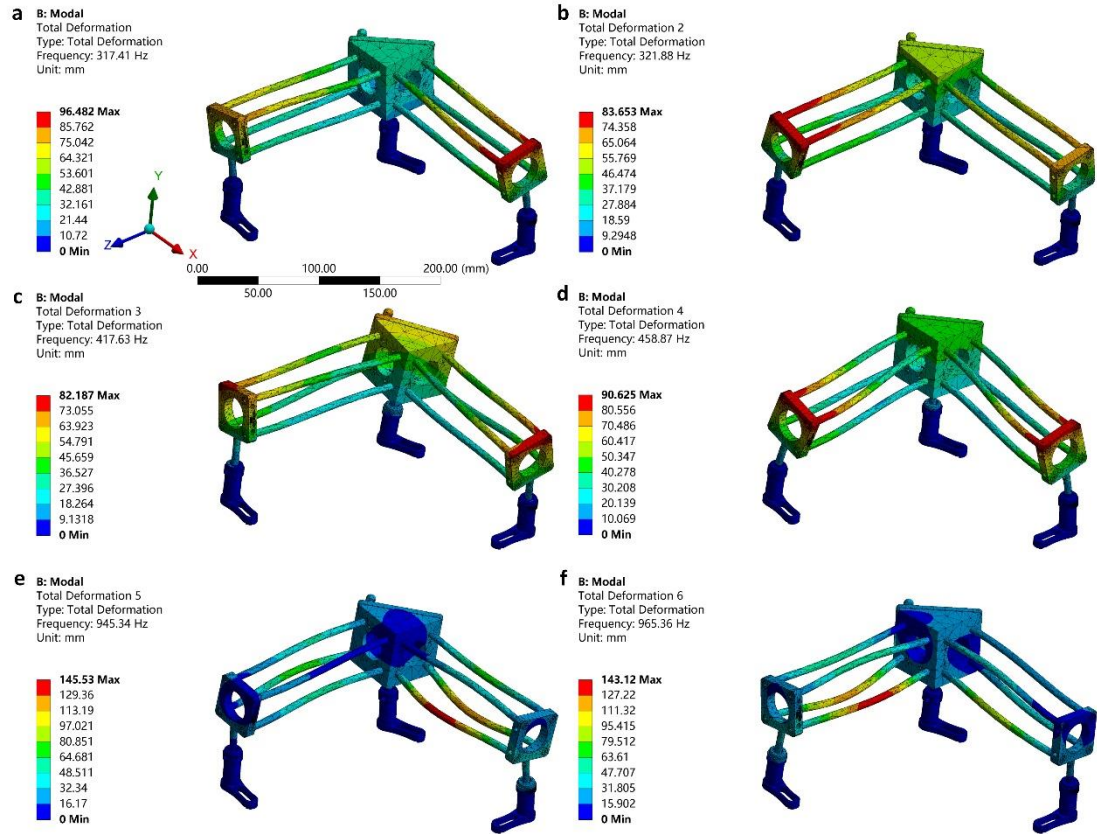 a
B: Modal
Total Deformation
Type: Total Deformation
Frequency: 317.41 Hz
Unit: mm
96.482 Max
85.762
75.042
64.321
53.601
42.881
32.161
21.44
10.72
0 Min
Y
Z
X
0.00
100.00
200.00 (mm)
50.00
150.00
b
B: Modal
Total Deformation 2
Type: Total Deformation
Frequency: 321.88 Hz
Unit: mm
83.653 Max
74.358
65.064
55.769
46.474
37.179
27.884
18.59
9.2948
0 Min
c
B: Modal
Total Deformation 3
Type: Total Deformation
Frequency: 417.63 Hz
Unit: mm
82.187 Max
73.055
63.923
54.791
45.659
36.527
27.396
18.264
9.1318
0 Min
d
B: Modal
Total Deformation 4
Type: Total Deformation
Frequency: 458.87 Hz
Unit: mm
90.625 Max
80.556
70.486
60.417
50.347
40.278
30.208
20.139
10.069
0 Min
e
B: Modal
Total Deformation 5
Type: Total Deformation
Frequency: 945.34 Hz
Unit: mm
145.53 Max
129.36
113.19
97.021
80.851
64.681
48.511
32.34
16.17
0 Min
f
B: Modal
Total Deformation 6
Type: Total Deformation
Frequency: 965.36 Hz
Unit: mm
143.12 Max
127.22
111.32
95.415
79.512
63.61
47.707
31.805
15.902
0 Min